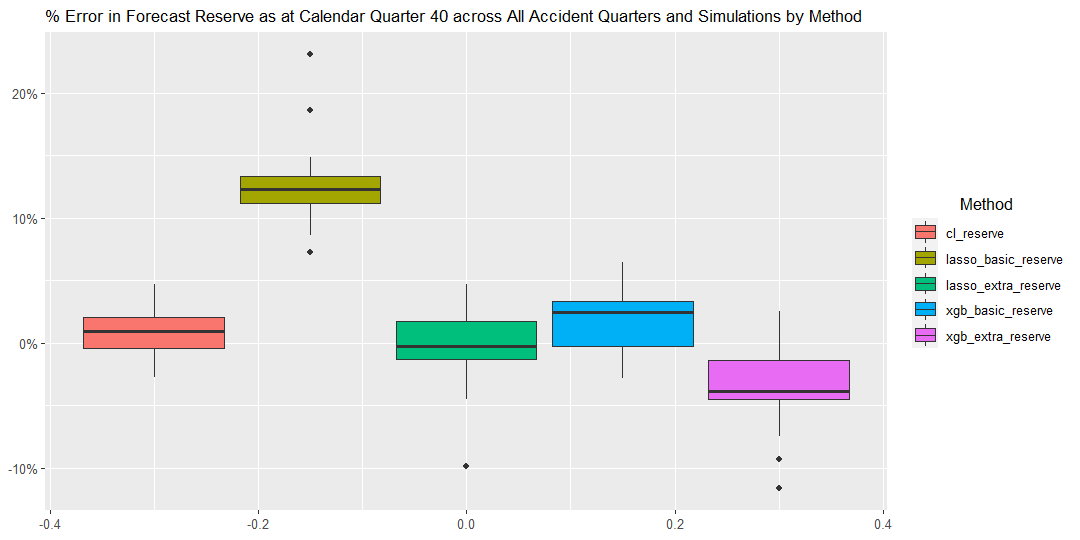 % Error in Forecast Reserve as at Calendar Quarter 40 across All Accident Quarters and Simulations by Method
20%
10%
0%
-10%
-0.4
-0.2
0.0
0.2
0.4
Method
cl_reserve
lasso_basic_reserve
lasso_extra_reserve
xgb_basic_reserve
xgb_extra_reserve